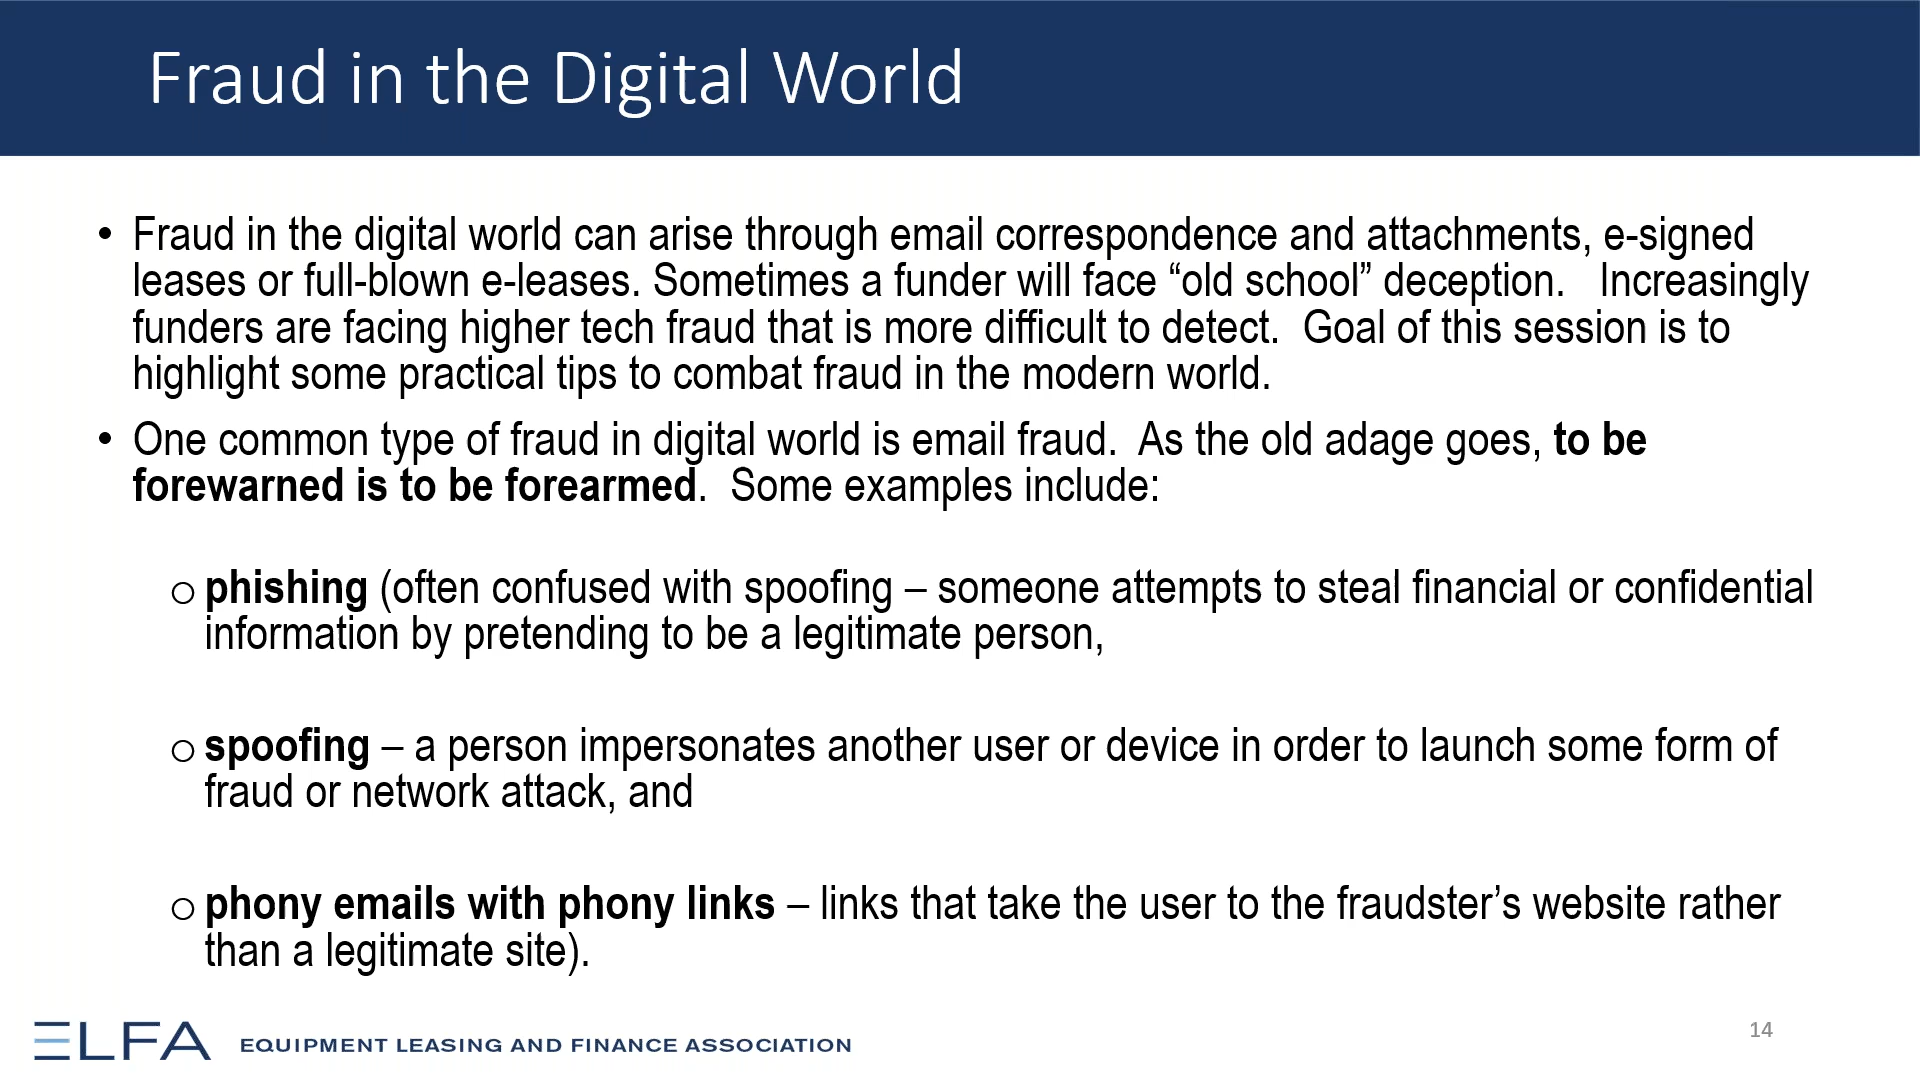 Fraud in the Digital World
• Fraud in the digital world can arise through email correspondence and attachments, e-signed
leases or full-blown e-leases. Sometimes a funder will face “old school” deception.   Increasingly
funders are facing higher tech fraud that is more difficult to detect.  Goal of this session is to
highlight some practical tips to combat fraud in the modern world.
• One common type of fraud in digital world is email fraud.  As the old adage goes, to be
forewarned is to be forearmed.  Some examples include:
o phishing (often confused with spoofing – someone attempts to steal financial or confidential
information by pretending to be a legitimate person,
o spoofing – a person impersonates another user or device in order to launch some form of
fraud or network attack, and
o phony emails with phony links – links that take the user to the fraudster’s website rather
than a legitimate site).
ELFA EQUIPMENT LEASING AND FINANCE ASSOCIATION
14